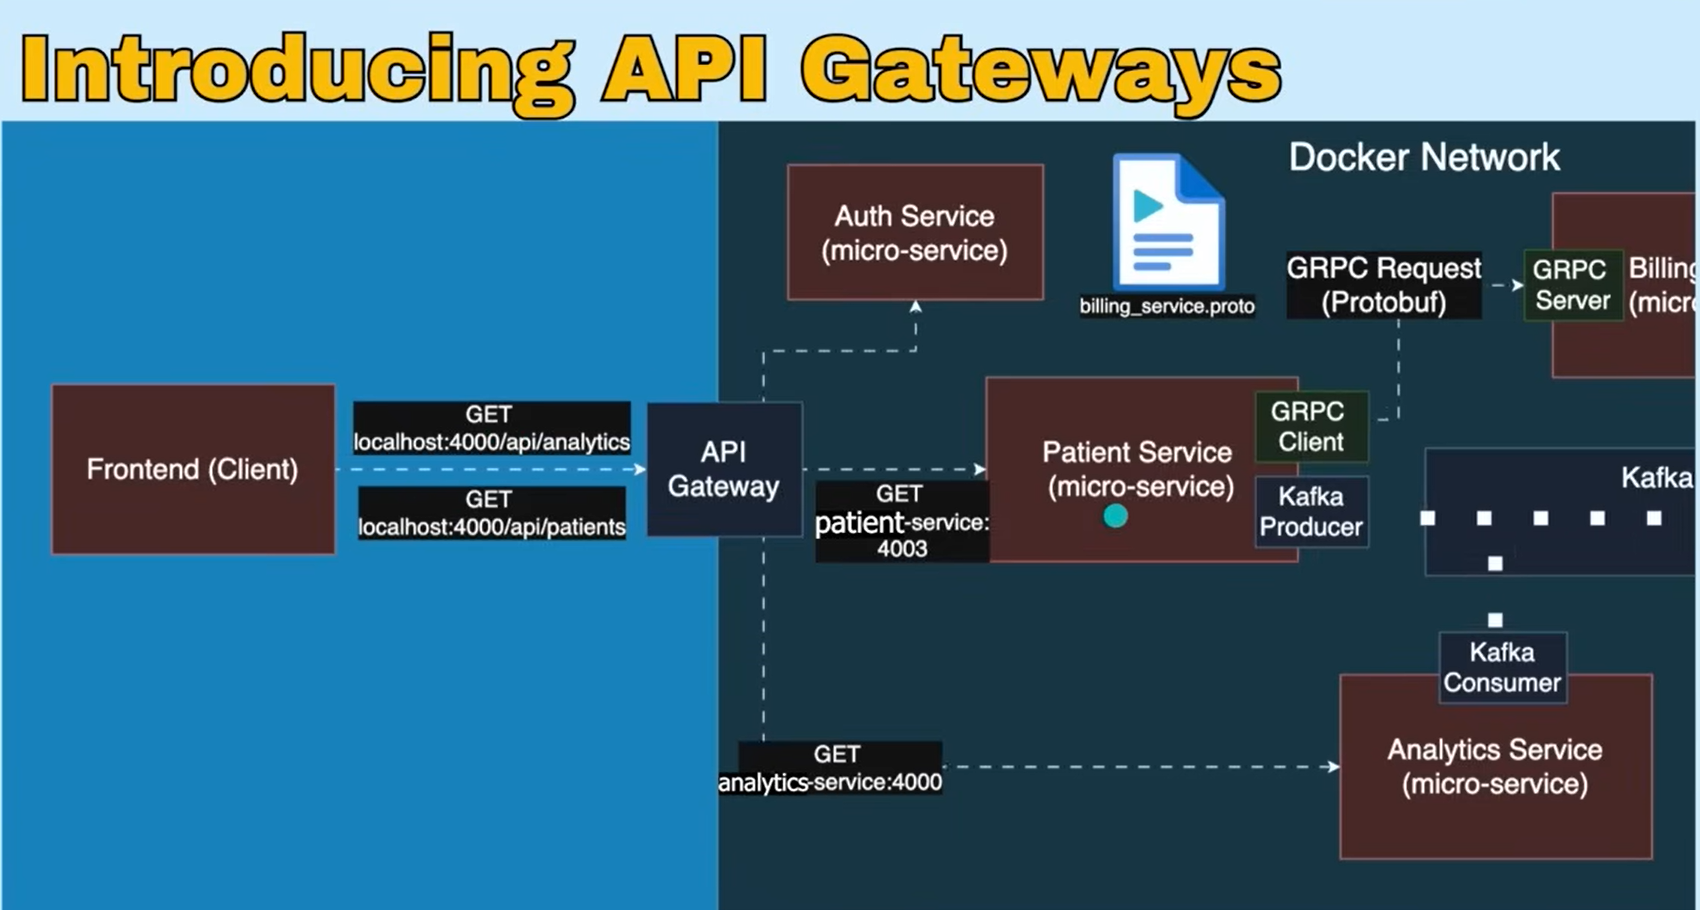 Introducing API Gateways
Docker Network
Auth Service
(micro-service)
billing_service.proto
GRPC Request
(Protobuf)
GRPC
Server
Billing
(micro
Frontend (Client)
GET
localhost:4000/api/analytics
GET
localhost:4000/api/patients
API
Gateway
GET
patient-service:
4003
Patient Service
(micro-service)
GRPC
Client
Kafka
Producer
Kafka
Kafka
Consumer
GET
analytics-service:4000
Analytics Service
(micro-service)